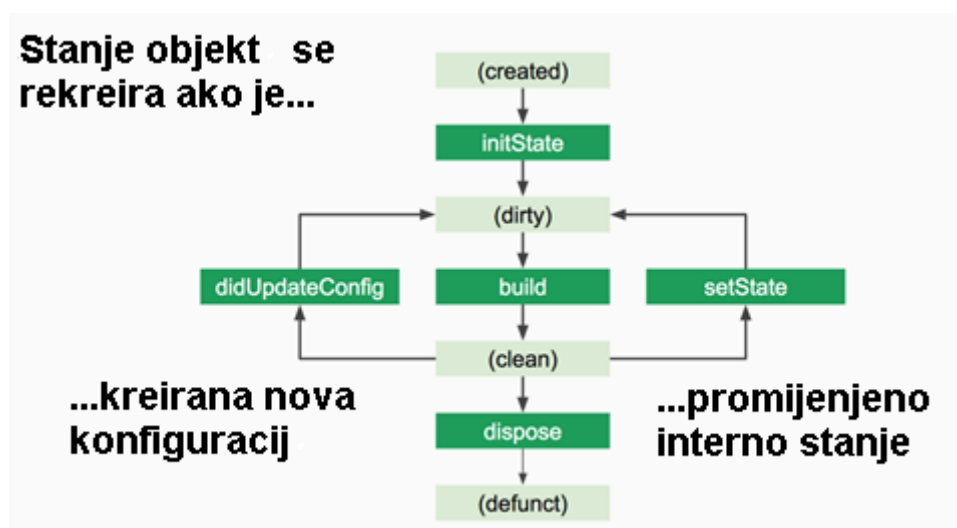 Stanje objekt se
rekreira ako je...
(created)
initState
(dirty)
didUpdateConfig
build
setState
(clean)
...kreirana nova
konfiguracij
...promijenjeno
interno stanje
dispose
(defunct)